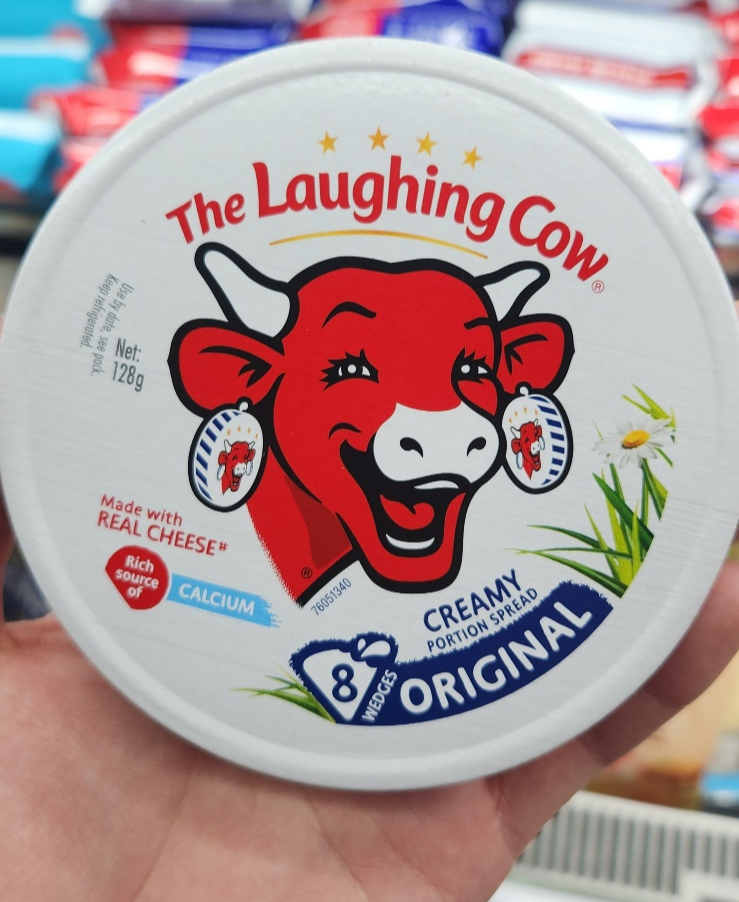 The Laughing Cow®
Use by date, see pack.
Keep refrigerated.
Net:
128g
Made with
REAL CHEESE#
Rich
source
of
CALCIUM
®
76051340
CREAMY
PORTION SPREAD
8
WEDGES
ORIGINAL